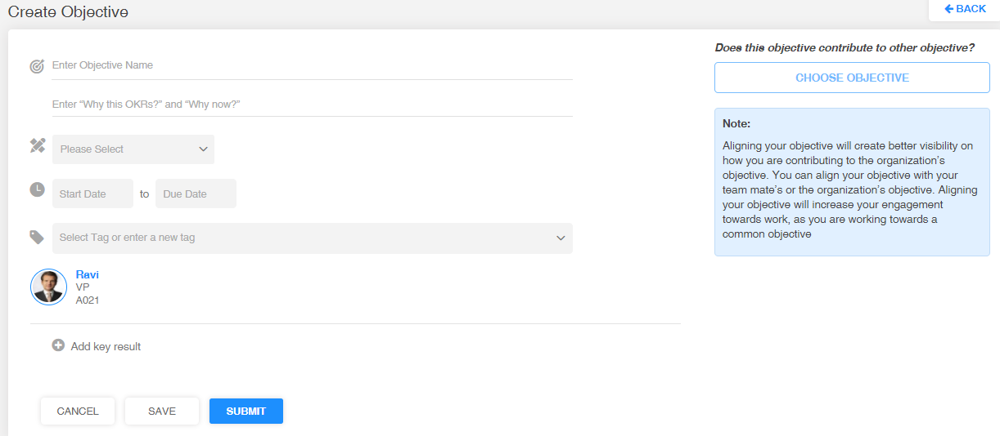 Create Objective
BACK
Enter Objective Name
Enter “Why this OKRs?” and “Why now?”
Please Select
Start Date to Due Date
Select Tag or enter a new tag
Ravi
VP
A021
Add key result
CANCEL SAVE SUBMIT
Does this objective contribute to other objective?
CHOOSE OBJECTIVE
Note:
Aligning your objective will create better visibility on
how you are contributing to the organization’s
objective. You can align your objective with your
team mate’s or the organization’s objective. Aligning
your objective will increase your engagement
towards work, as you are working towards a
common objective